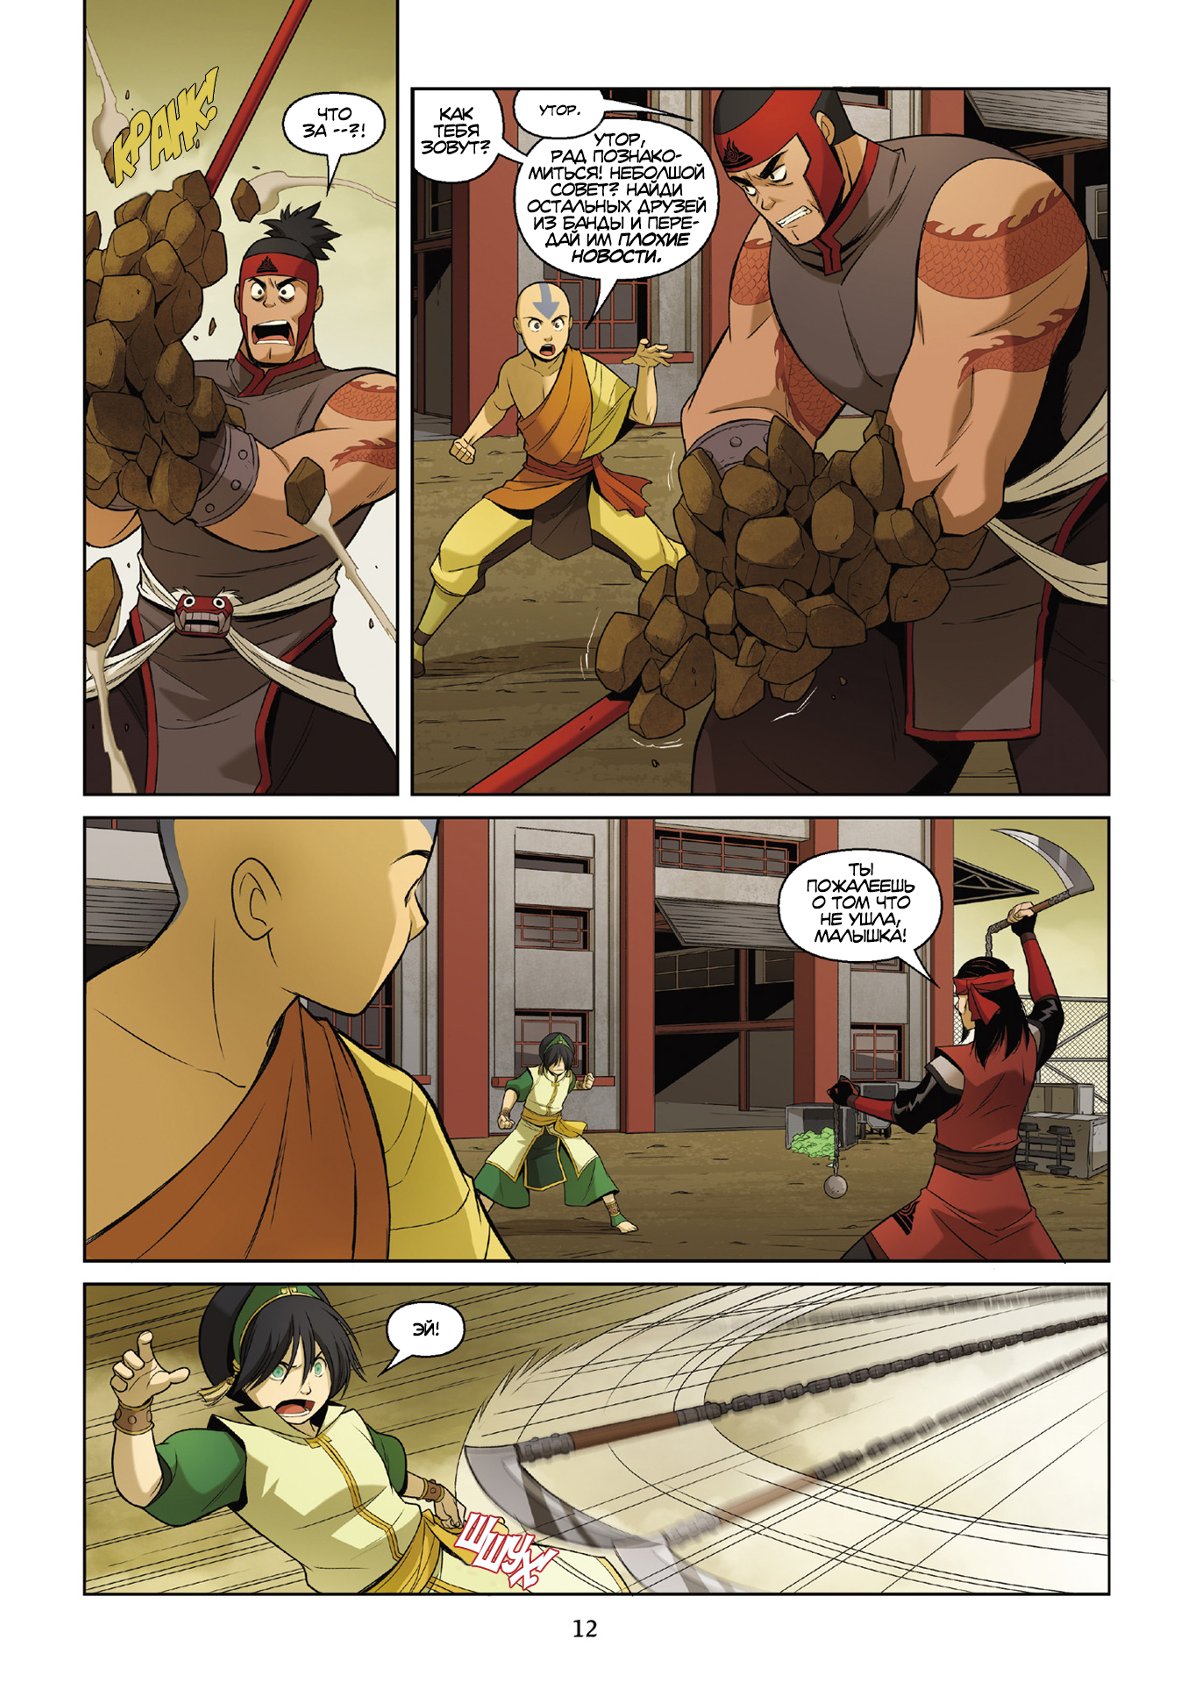 КРАНК!
ЧТО
ЗА --?!
КАК
ТЕБЯ
ЗОВУТ?
УТОР.
УТОР,
РАД ПОЗНАКО-
МИТЬСЯ! НЕБОЛШОЙ
СОВЕТ? НАЙДИ
ОСТАЛЬНЫХ ДРУЗЕЙ
ИЗ БАНДЫ И ПЕРЕ-
ДАЙ ИМ ПЛОХИЕ
НОВОСТИ.
ТЫ
ПОЖАЛЕЕШЬ
О ТОМ ЧТО
НЕ УШЛА,
МАЛЫШКА!
ЭЙ!
ШШУХ!
12